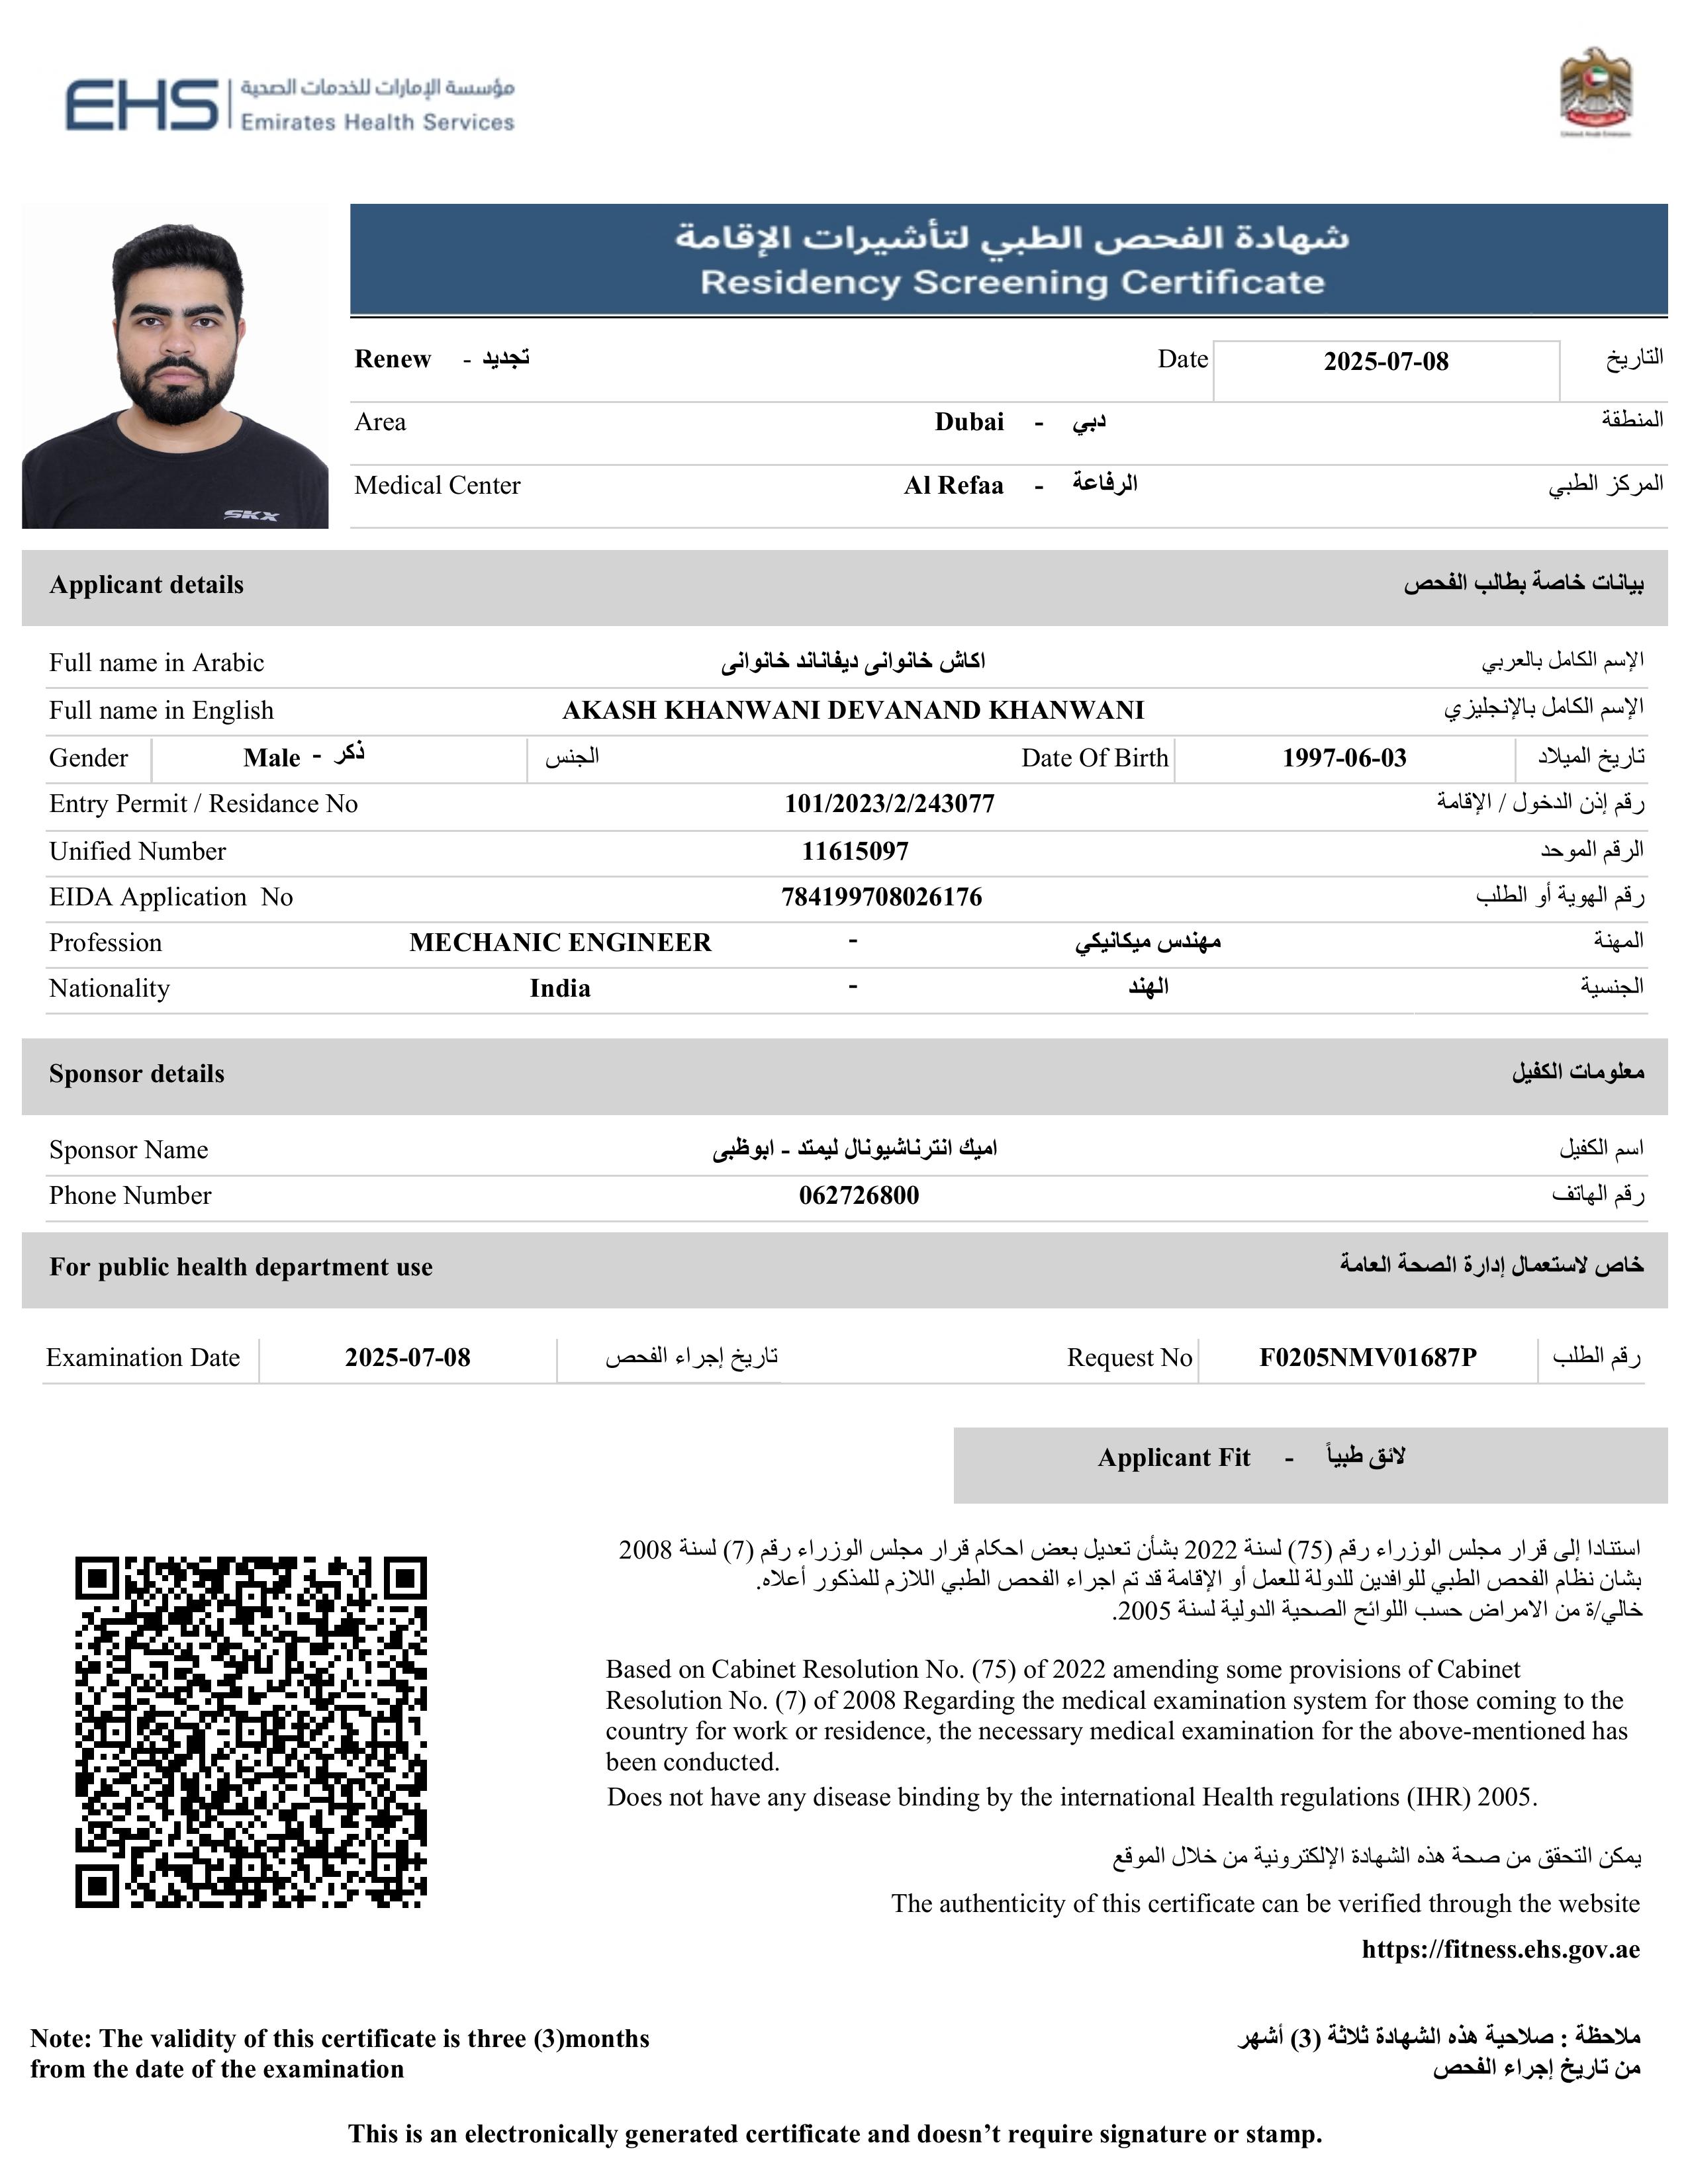 EHS
مؤسسة الإمارات للخدمات الصحية
Emirates Health Services
United Arab Emirates
شهادة الفحص الطبي لتأشيرات الإقامة
Residency Screening Certificate
SKX
Renew - تجديد Date 2025-07-08 التاريخ
Area Dubai - دبي المنطقة
Medical Center Al Refaa - الرفاعة المركز الطبي
Applicant details بيانات خاصة بطالب الفحص
Full name in Arabic اكاش خانوانى ديفاناند خانوانى الإسم الكامل بالعربي
Full name in English AKASH KHANWANI DEVANAND KHANWANI الإسم الكامل بالإنجليزي
Gender Male - ذكر الجنس Date Of Birth 1997-06-03 تاريخ الميلاد
Entry Permit / Residance No 101/2023/2/243077 رقم إذن الدخول / الإقامة
Unified Number 11615097 الرقم الموحد
EIDA Application No 784199708026176 رقم الهوية أو الطلب
Profession MECHANIC ENGINEER - مهندس ميكانيكي المهنة
Nationality India - الهند الجنسية
Sponsor details معلومات الكفيل
Sponsor Name اميك انترناشيونال ليمتد - ابوظبى اسم الكفيل
Phone Number 062726800 رقم الهاتف
For public health department use خاص لاستعمال إدارة الصحة العامة
Examination Date 2025-07-08 تاريخ إجراء الفحص Request No F0205NMV01687P رقم الطلب
Applicant Fit - لائق طبياً
استنادا إلى قرار مجلس الوزراء رقم (75) لسنة 2022 بشأن تعديل بعض احكام قرار مجلس الوزراء رقم (7) لسنة 2008
بشان نظام الفحص الطبي للوافدين للدولة للعمل أو الإقامة قد تم اجراء الفحص الطبي اللازم للمذكور أعلاه.
خالي/ة من الامراض حسب اللوائح الصحية الدولية لسنة 2005.
Based on Cabinet Resolution No. (75) of 2022 amending some provisions of Cabinet
Resolution No. (7) of 2008 Regarding the medical examination system for those coming to the
country for work or residence, the necessary medical examination for the above-mentioned has
been conducted.
Does not have any disease binding by the international Health regulations (IHR) 2005.
يمكن التحقق من صحة هذه الشهادة الإلكترونية من خلال الموقع
The authenticity of this certificate can be verified through the website
https://fitness.ehs.gov.ae
Note: The validity of this certificate is three (3)months
from the date of the examination
ملاحظة : صلاحية هذه الشهادة ثلاثة (3) أشهر
من تاريخ إجراء الفحص
This is an electronically generated certificate and doesn’t require signature or stamp.